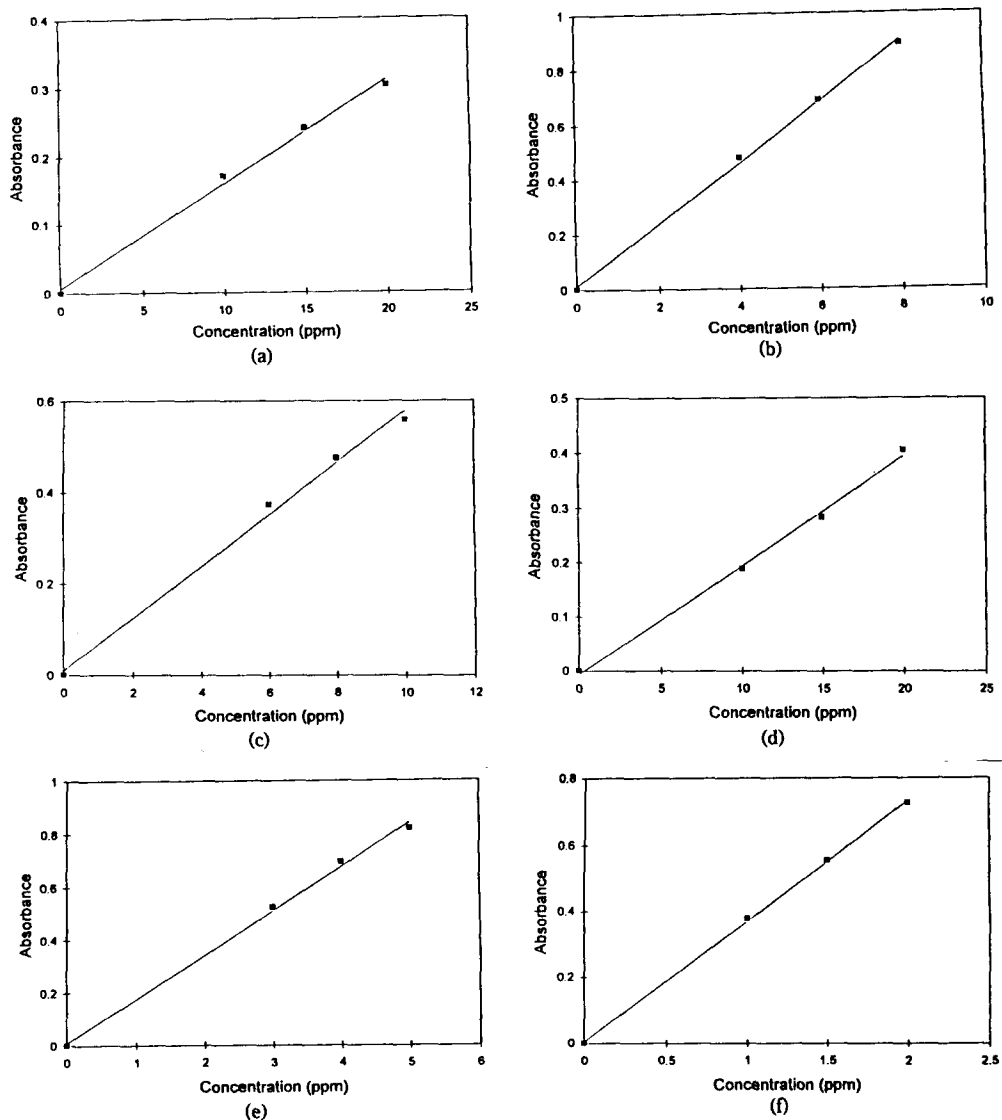 0.4
0.3
0.2
0.1
0
Absorbance
0 5 10 15 20 25
Concentration (ppm)
(a)
1
0.8
0.6
0.4
0.2
0
Absorbance
0 2 4 6 8 10
Concentration (ppm)
(b)
0.6
0.4
0.2
0
Absorbance
0 2 4 6 8 10 12
Concentration (ppm)
(c)
0.5
0.4
0.3
0.2
0.1
0
Absorbance
0 5 10 15 20 25
Concentration (ppm)
(d)
1
0.8
0.6
0.4
0.2
0
Absorbance
0 1 2 3 4 5 6
Concentration (ppm)
(e)
0.8
0.6
0.4
0.2
0
Absorbance
0 0.5 1 1.5 2 2.5
Concentration (ppm)
(f)